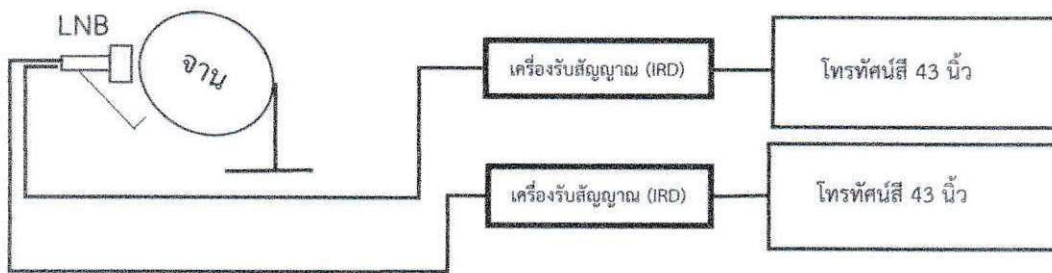 LNB
จาน
เครื่องรับสัญญาณ (IRD)
โทรทัศน์สี 43 นิ้ว
เครื่องรับสัญญาณ (IRD)
โทรทัศน์สี 43 นิ้ว